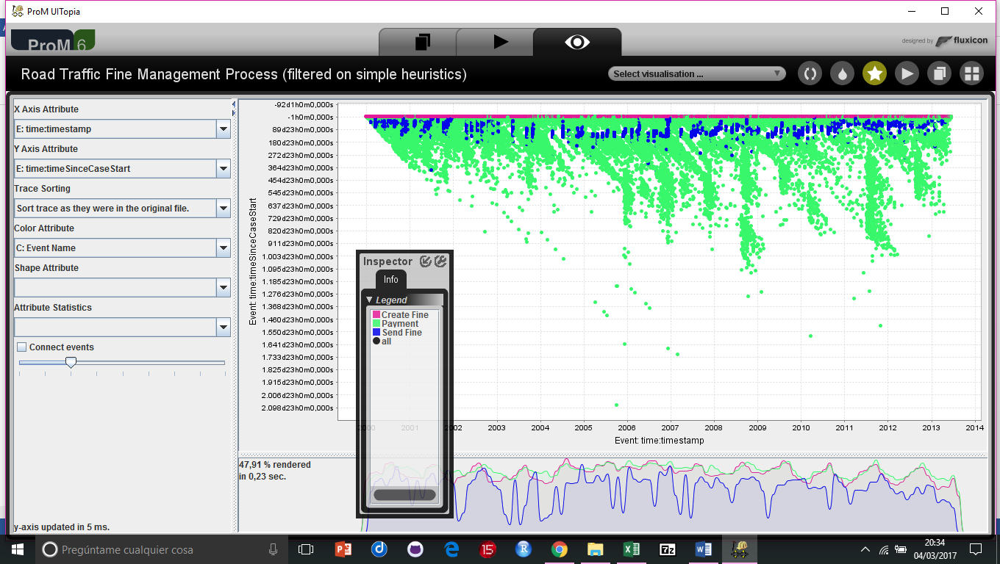 ProM UITopia
ProM 6
designed by fluxicon
Road Traffic Fine Management Process (filtered on simple heuristics)
Select visualisation ...
X Axis Attribute
E: time:timestamp
Y Axis Attribute
E: time:timeSinceCaseStart
Trace Sorting
Sort trace as they were in the original file.
Color Attribute
C: Event Name
Shape Attribute
Attribute Statistics
Connect events
y-axis updated in 5 ms.
Event: time:timeSinceCaseStart
-92d1h0m0,000s
-1h0m0,000s
89d23h0m0,000s
180d23h0m0,000s
272d23h0m0,000s
364d23h0m0,000s
454d23h0m0,000s
545d23h0m0,000s
637d23h0m0,000s
729d23h0m0,000s
820d23h0m0,000s
911d23h0m0,000s
1.003d23h0m0,000s
1.095d23h0m0,000s
1.185d23h0m0,000s
1.276d23h0m0,000s
1.368d23h0m0,000s
1.460d23h0m0,000s
1.550d23h0m0,000s
1.641d23h0m0,000s
1.733d23h0m0,000s
1.825d23h0m0,000s
1.915d23h0m0,000s
2.006d23h0m0,000s
2.098d23h0m0,000s
Inspector
Info
Legend
Create Fine
Payment
Send Fine
all
2000 2001 2002 2003 2004 2005 2006 2007 2008 2009 2010 2011 2012 2013 2014
Event: time:timestamp
47,91 % rendered
in 0,23 sec.
Pregúntame cualquier cosa
15
R
7z
20:34
04/03/2017